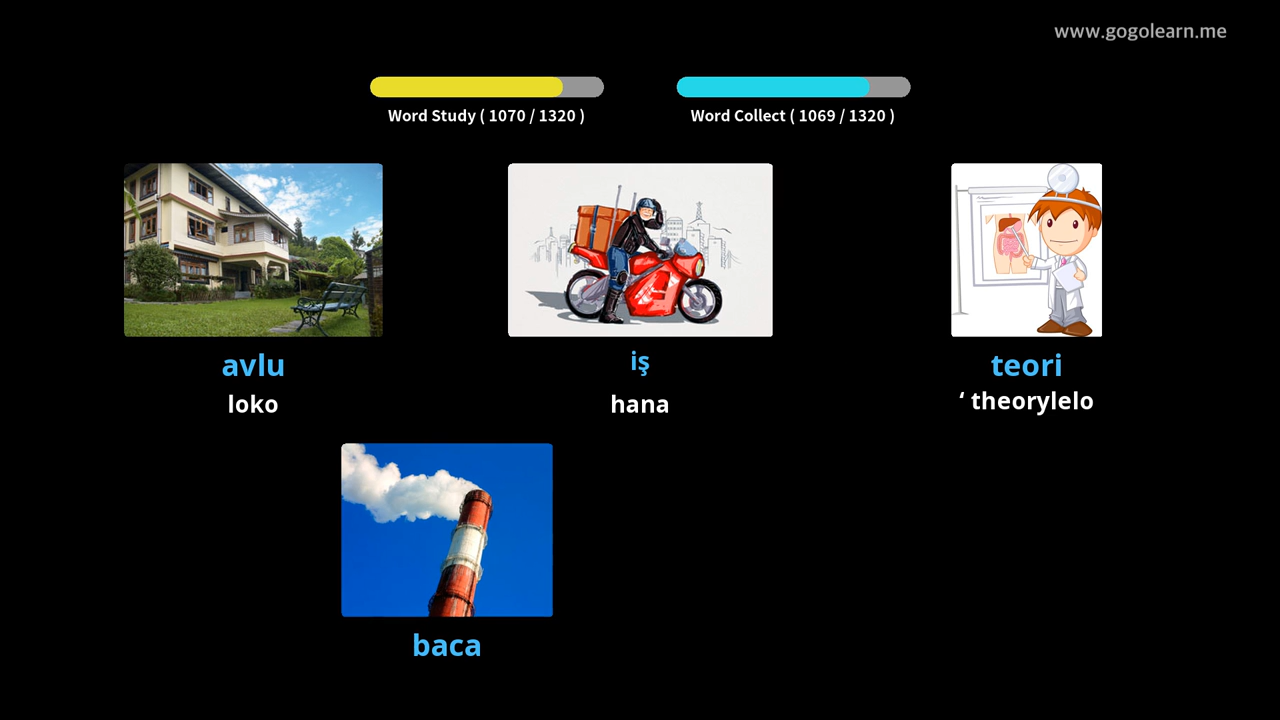 www.gogolearn.me
Word Study ( 1070 / 1320 )
Word Collect ( 1069 / 1320 )
avlu
iş
teori
loko
hana
‘ theorylelo
baca